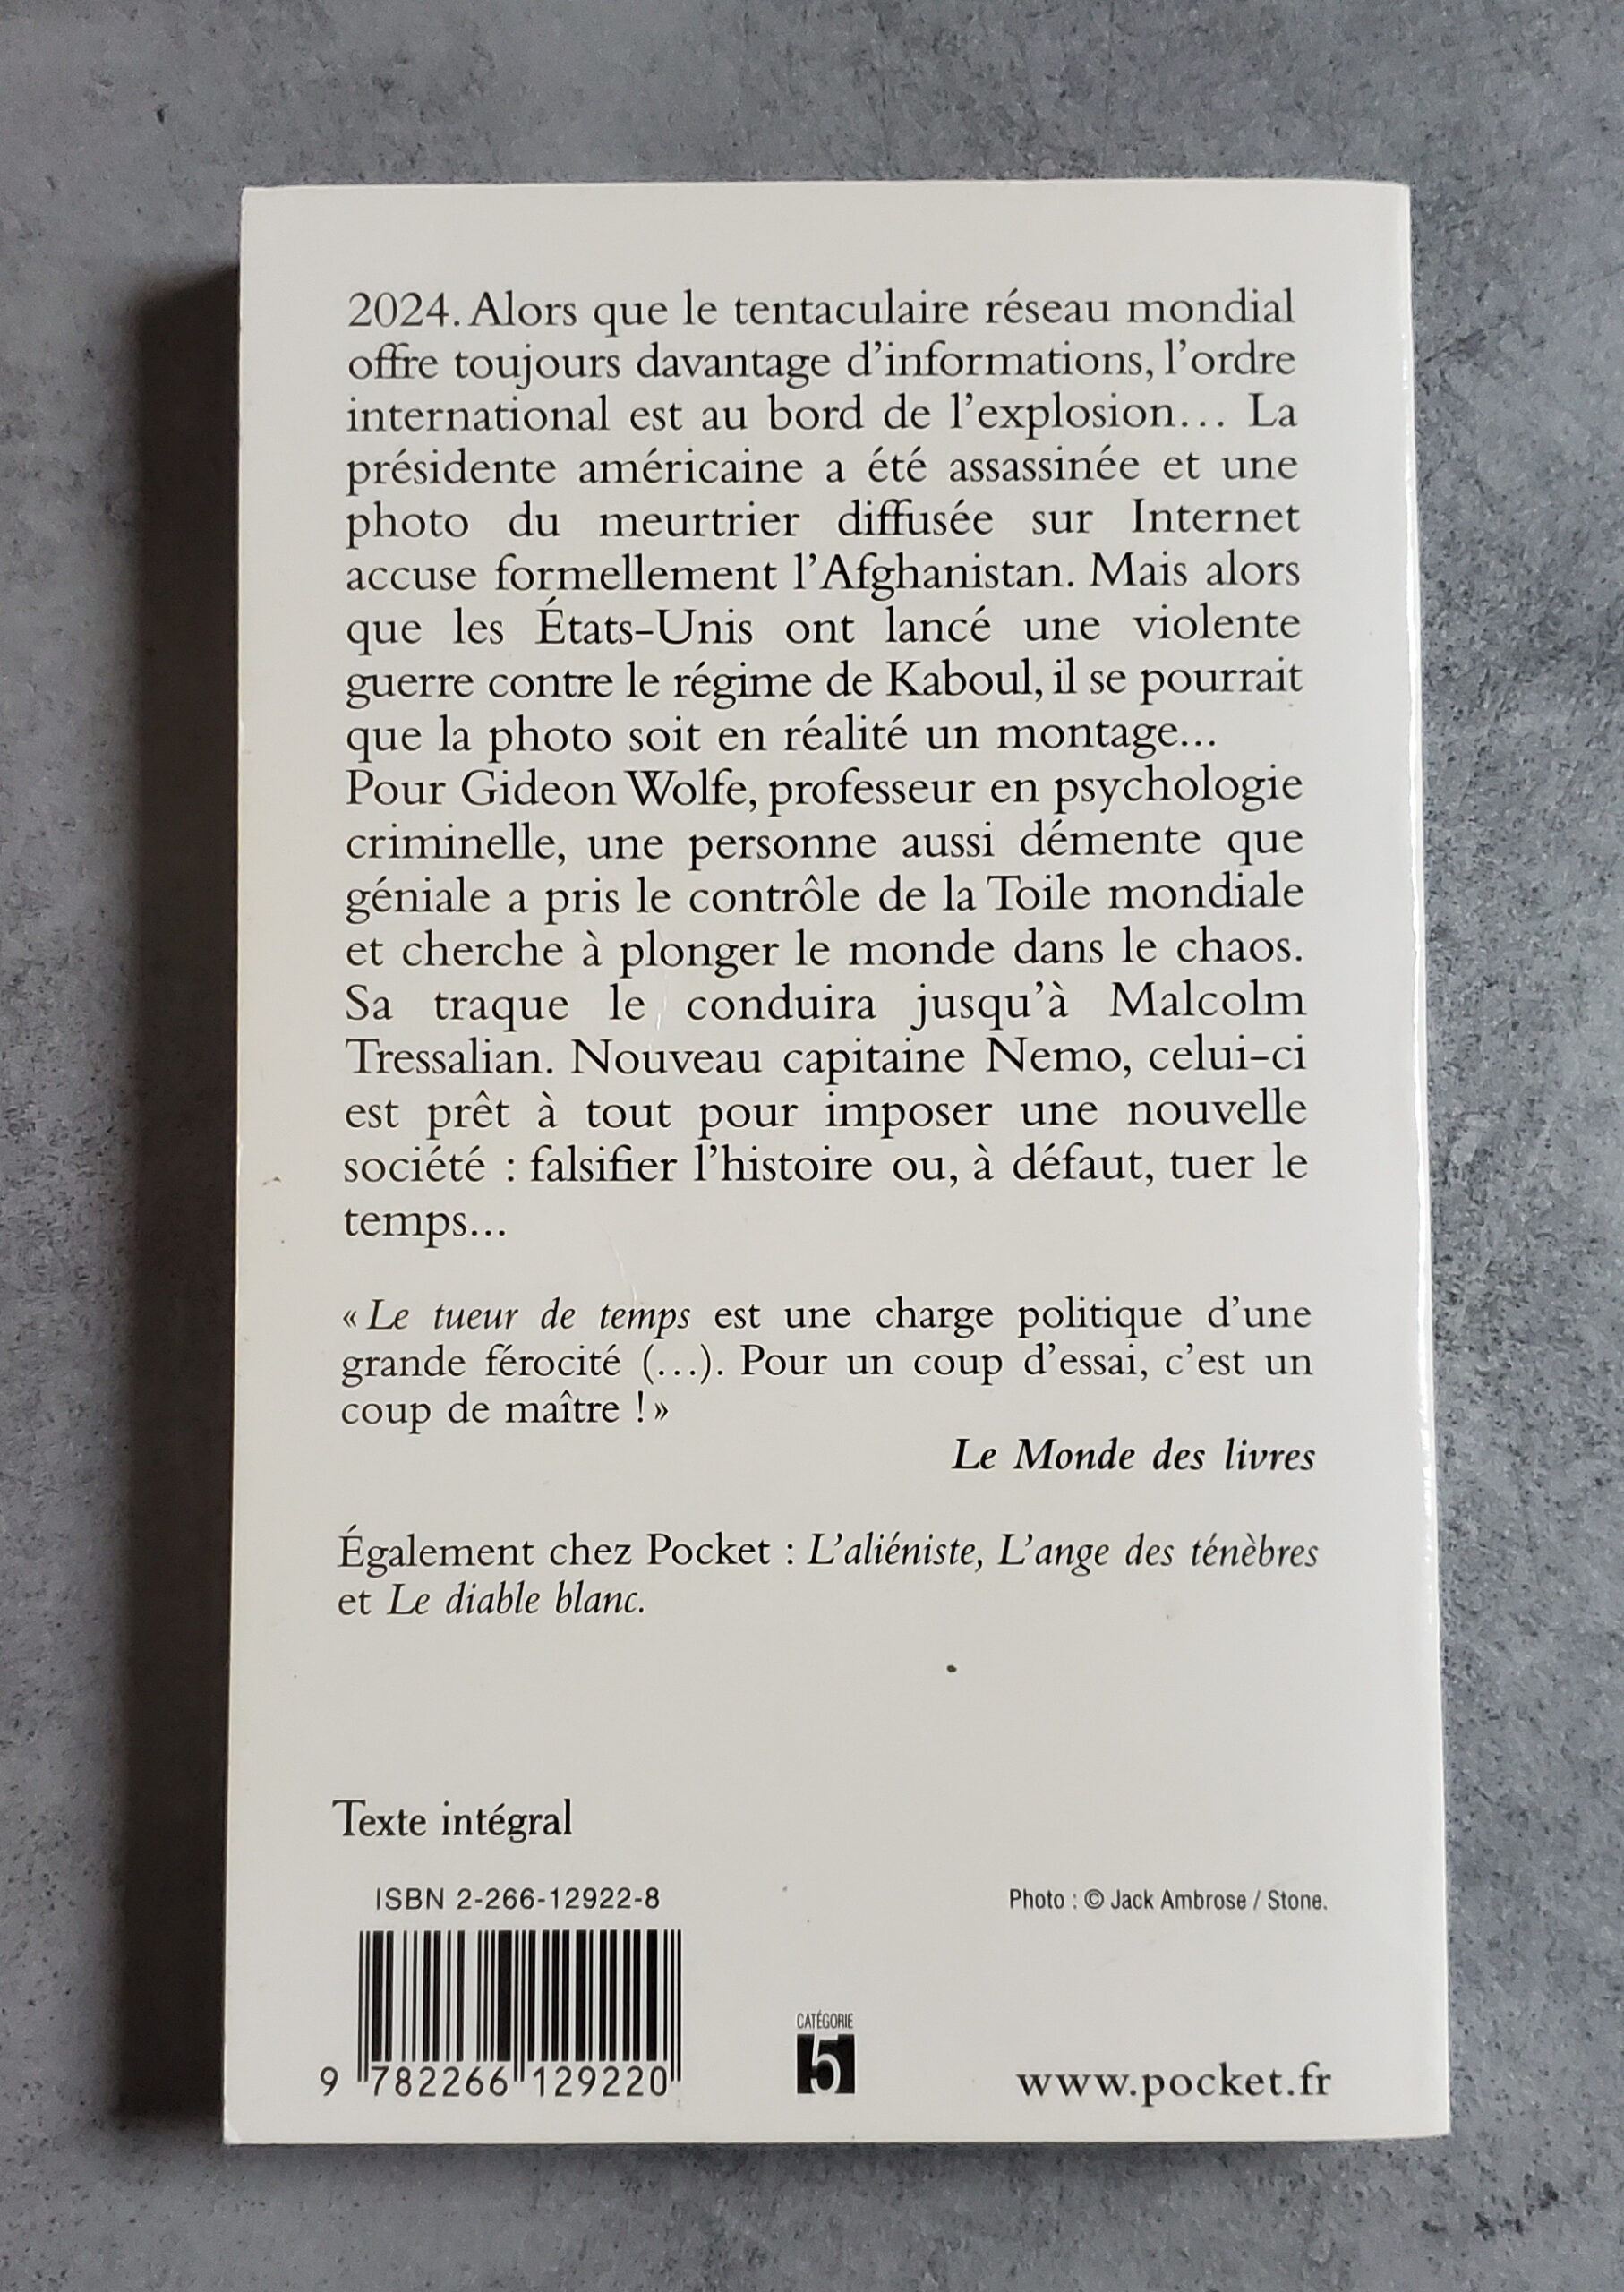 2024. Alors que le tentaculaire réseau mondial
offre toujours davantage d'informations, l'ordre
international est au bord de l'explosion... La
présidente américaine a été assassinée et une
photo du meurtrier diffusée sur Internet
accuse formellement l'Afghanistan. Mais alors
que les États-Unis ont lancé une violente
guerre contre le régime de Kaboul, il se pourrait
que la photo soit en réalité un montage...
Pour Gideon Wolfe, professeur en psychologie
criminelle, une personne aussi démente que
géniale a pris le contrôle de la Toile mondiale
et cherche à plonger le monde dans le chaos.
Sa traque le conduira jusqu'à Malcolm
Tressalian. Nouveau capitaine Nemo, celui-ci
est prêt à tout pour imposer une nouvelle
société : falsifier l'histoire ou, à défaut, tuer le
temps...
« Le tueur de temps est une charge politique d'une
grande férocité (...). Pour un coup d'essai, c'est un
coup de maître ! »
Le Monde des livres
Également chez Pocket : L'aliéniste, L'ange des ténèbres
et Le diable blanc.
Texte intégral
ISBN 2-266-12922-8
Photo : © Jack Ambrose / Stone.
9 782266 129220
CATÉGORIE
5
www.pocket.fr